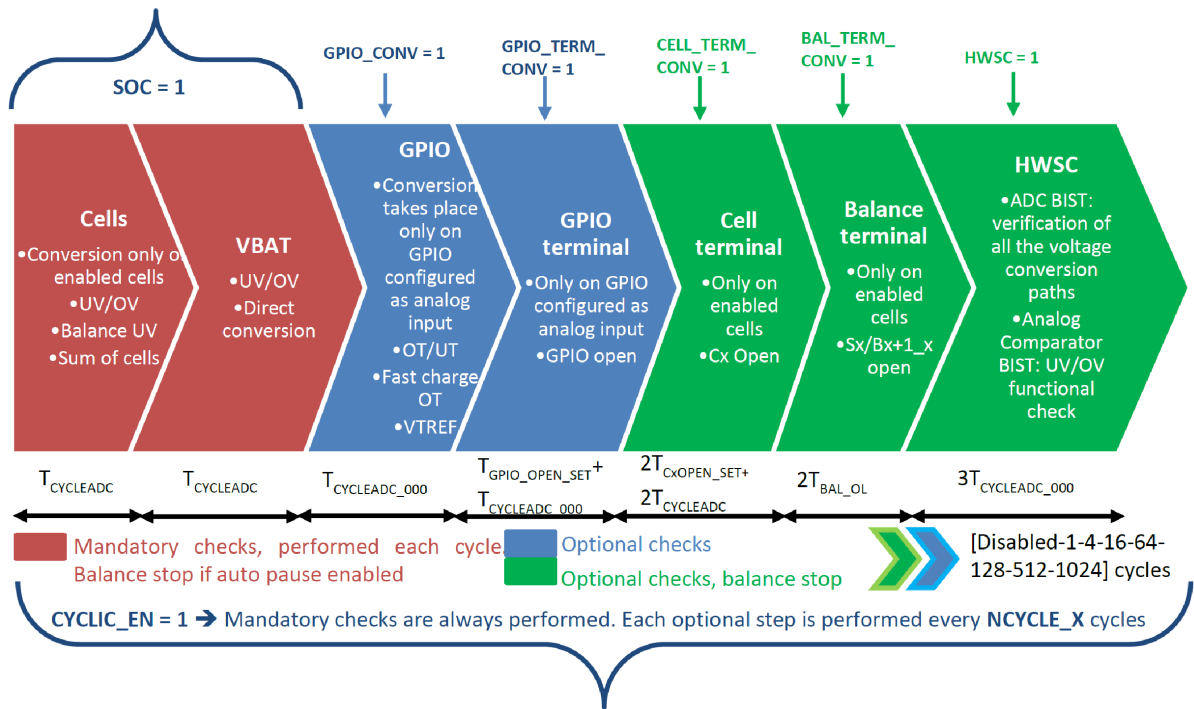 SOC = 1
GPIO_CONV = 1
GPIO_TERM_
CONV = 1
CELL_TERM_
CONV = 1
BAL_TERM_
CONV = 1
HWSC = 1
Cells
•Conversion only o
enabled cells
•UV/OV
•Balance UV
•Sum of cells
VBAT
•UV/OV
•Direct
conversion
GPIO
•Conversion
takes place
only on
GPIO
configured
as analog
input
•OT/UT
•Fast charge
OT
•VTREF
GPIO
terminal
•Only on GPIO
configured as
analog input
•GPIO open
Cell
terminal
•Only on
enabled
cells
•Cx Open
Balance
terminal
•Only on
enabled
cells
•Sx/Bx+1_x
open
HWSC
•ADC BIST:
verification of
all the voltage
conversion
paths
•Analog
Comparator
BIST: UV/OV
functional
check
TCYCLEADC
TCYCLEADC
TCYCLEADC_000
TGPIO_OPEN_SET+
TCYCLEADC_000
2TCxOPEN_SET+
2TCYCLEADC
2TBAL_OL
3TCYCLEADC_000
Mandatory checks, performed each cycle.
Balance stop if auto pause enabled
Optional checks
Optional checks, balance stop
[Disabled-1-4-16-64-
128-512-1024] cycles
CYCLIC_EN = 1 ➔ Mandatory checks are always performed. Each optional step is performed every NCYCLE_X cycles